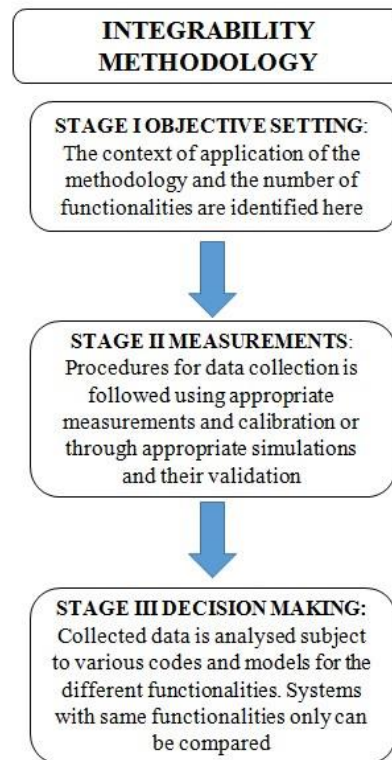 INTEGRABILITY
METHODOLOGY
STAGE I OBJECTIVE SETTING:
The context of application of the
methodology and the number of
functionalities are identified here
STAGE II MEASUREMENTS:
Procedures for data collection is
followed using appropriate
measurements and calibration or
through appropriate simulations
and their validation
STAGE III DECISION MAKING:
Collected data is analysed subject
to various codes and models for the
different functionalities. Systems
with same functionalities only can
be compared